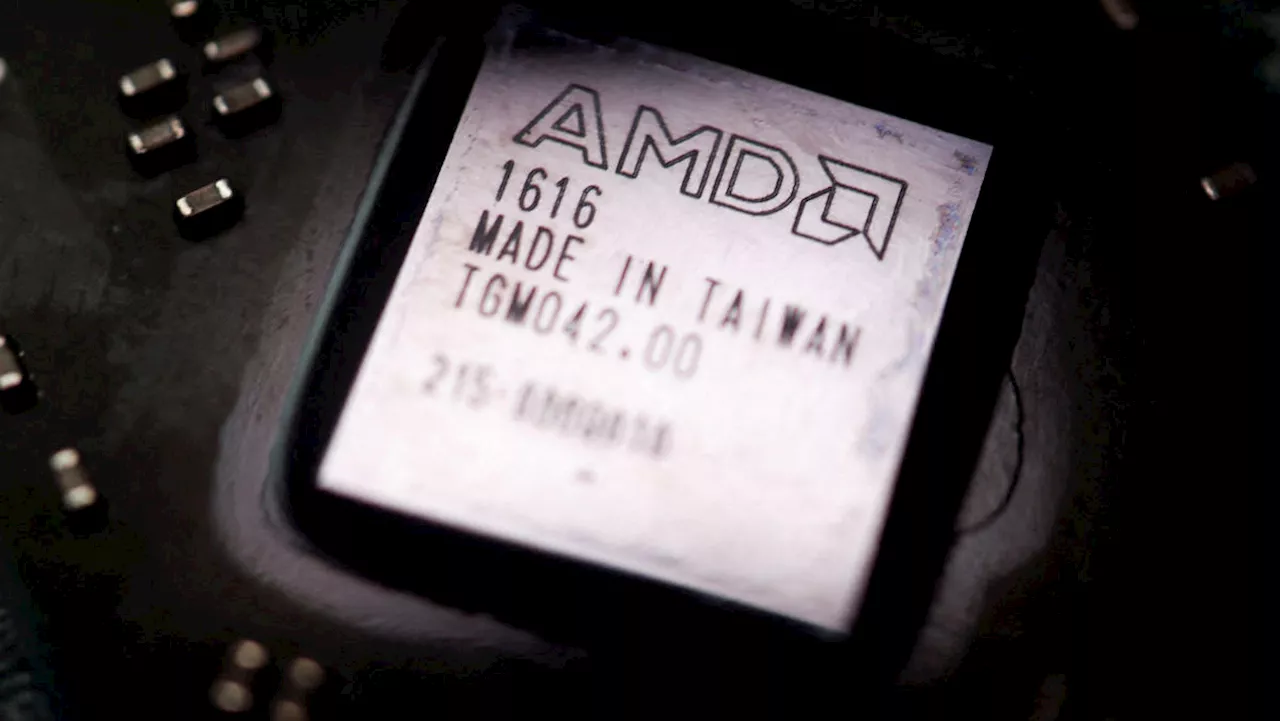 AMD
1616
MADE IN TAIWAN
TGM042.00